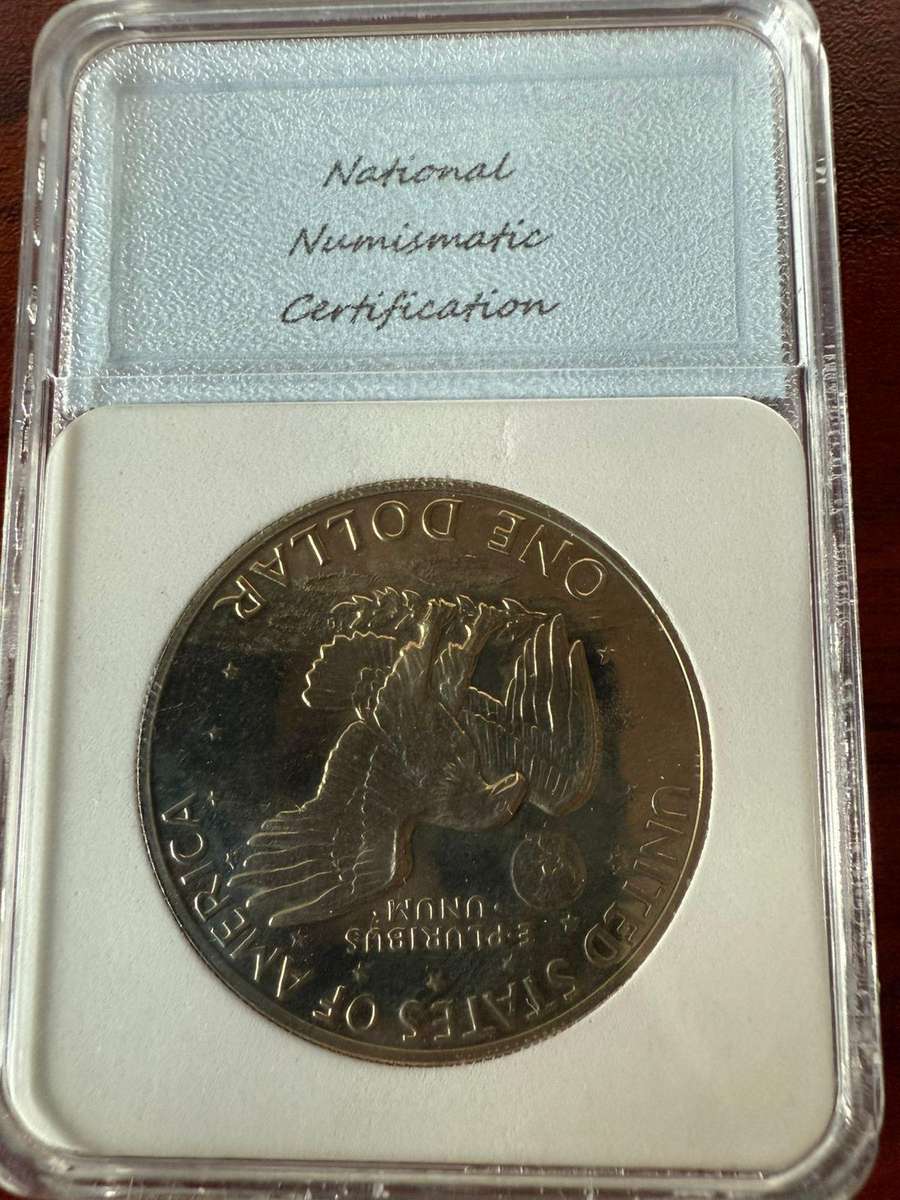 National
Numismatic
Certification
UNITED STATES OF AMERICA
E·PLURIBUS
·UNUM·
ONE DOLLAR